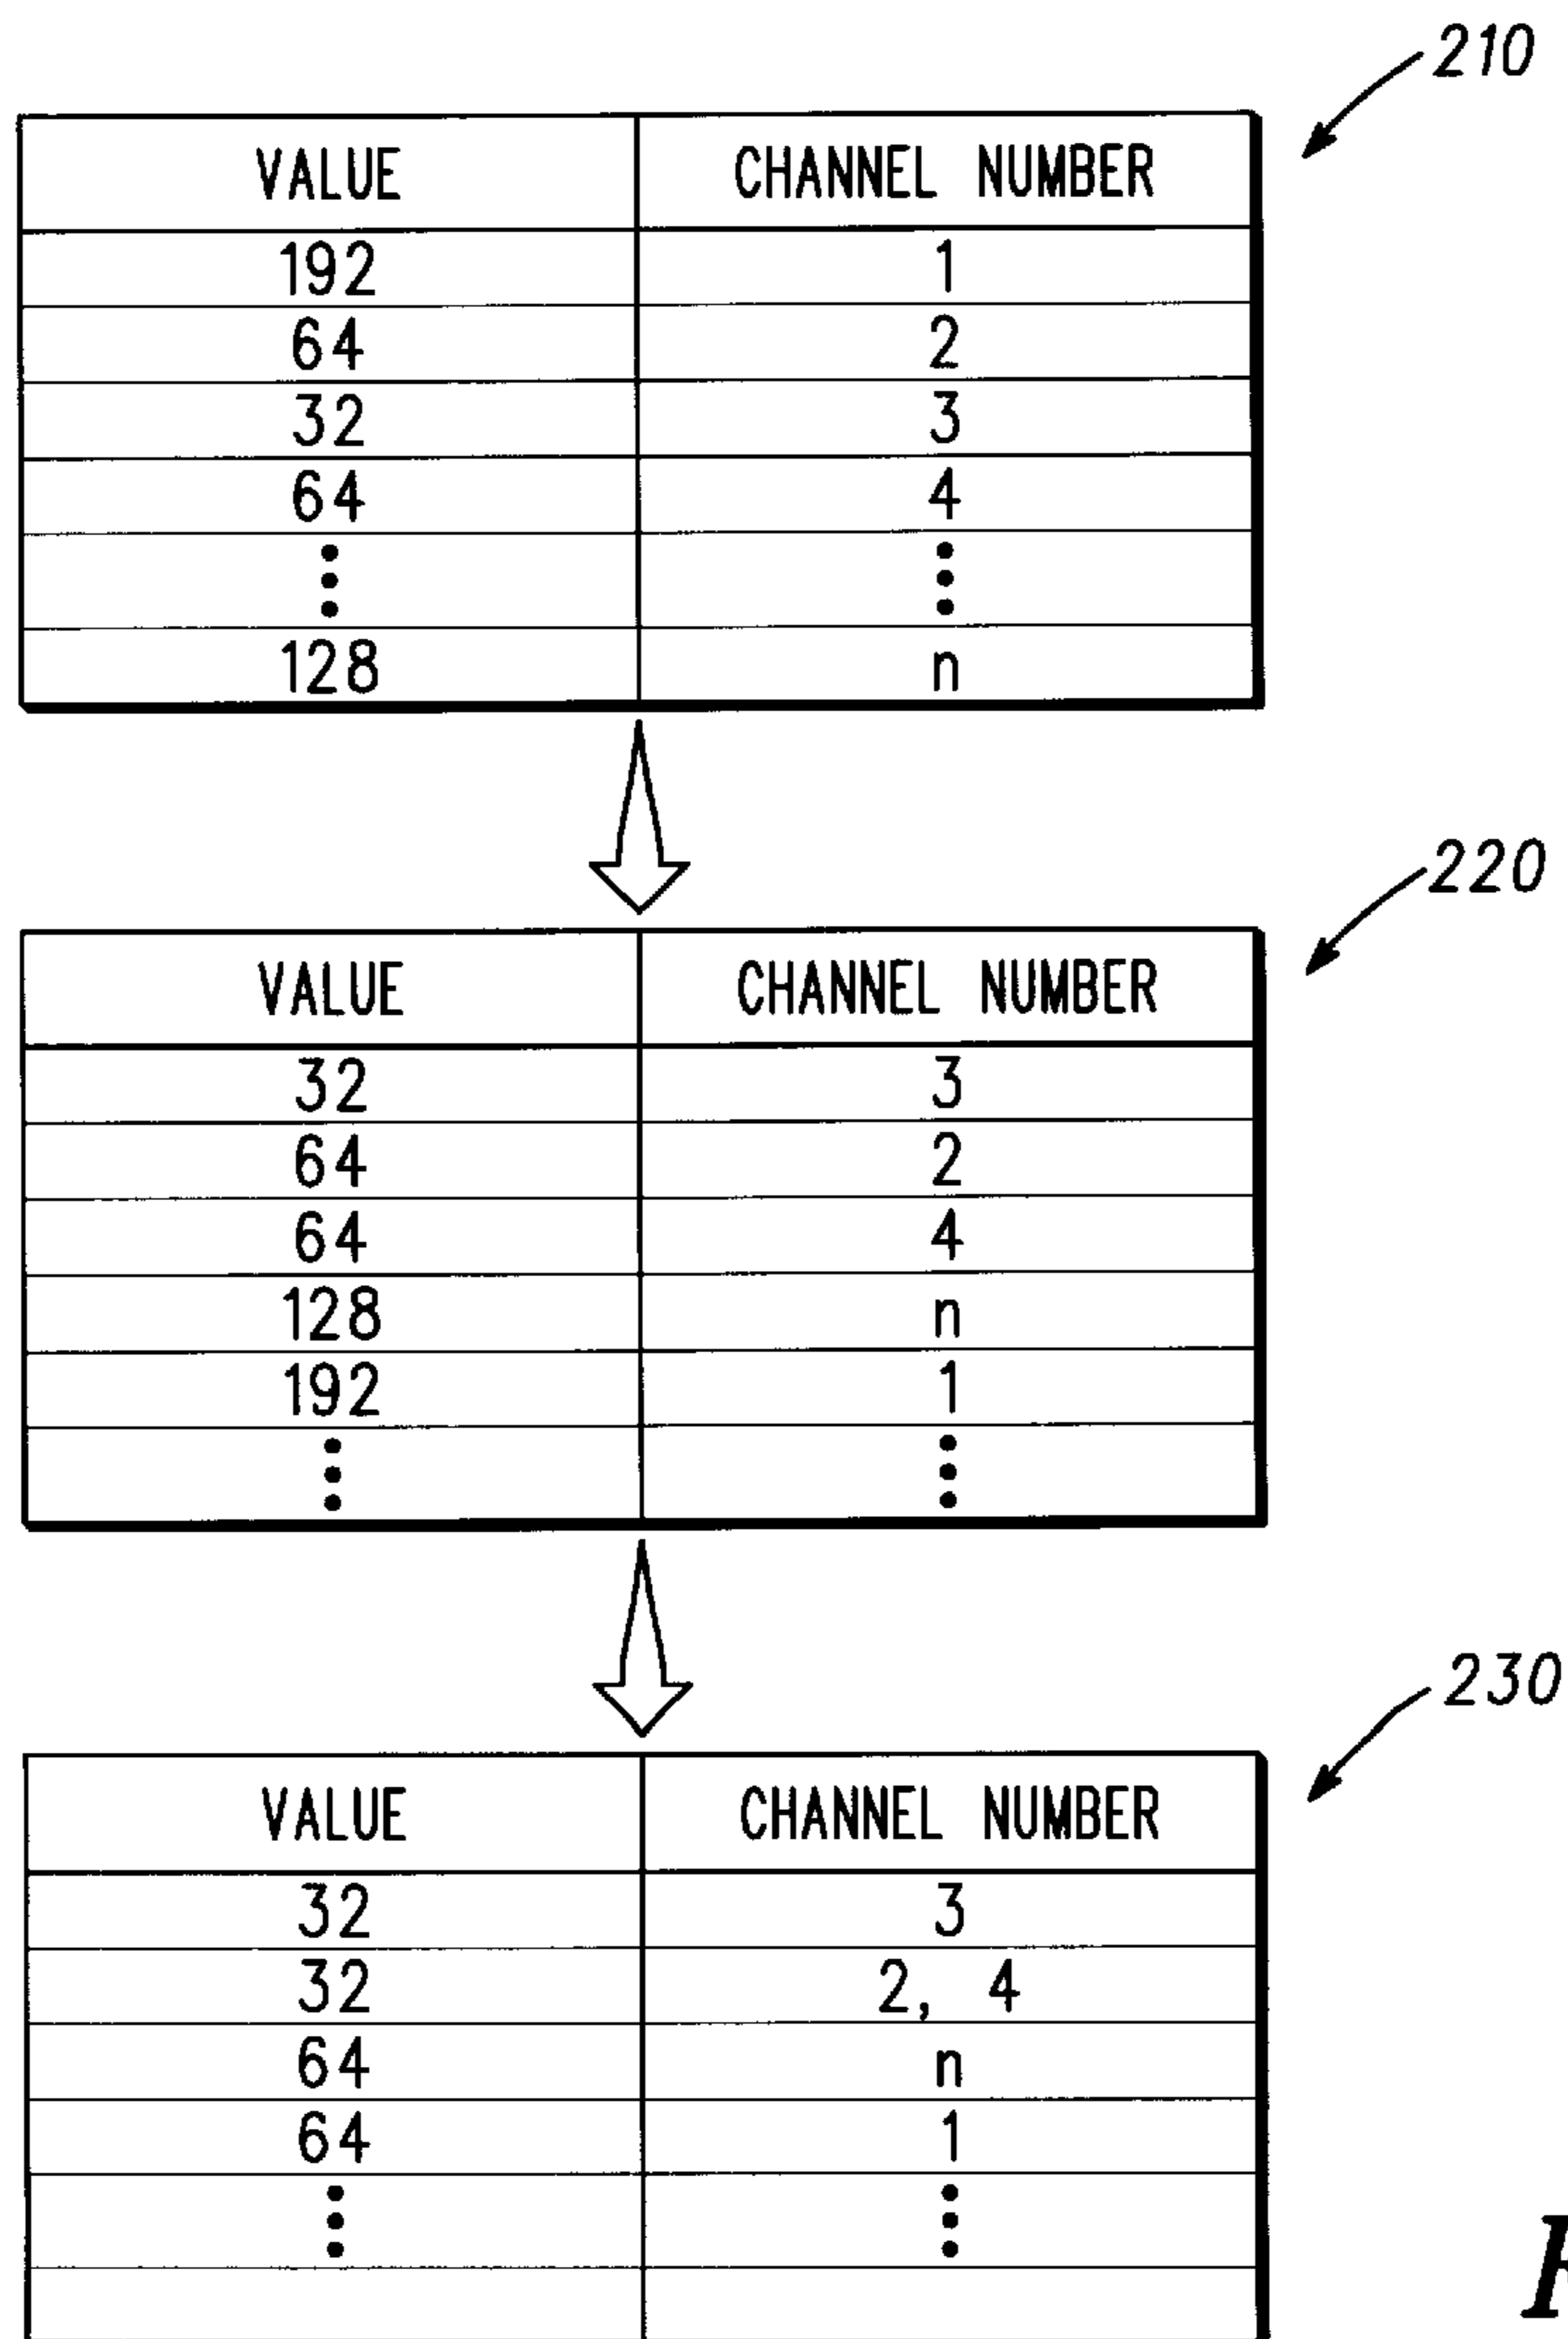 210
VALUE CHANNEL NUMBER
192 1
64 2
32 3
64 4
128 n
220
VALUE CHANNEL NUMBER
32 3
64 2
64 4
128 n
192 1
230
VALUE CHANNEL NUMBER
32 3
32 2, 4
64 n
64 1